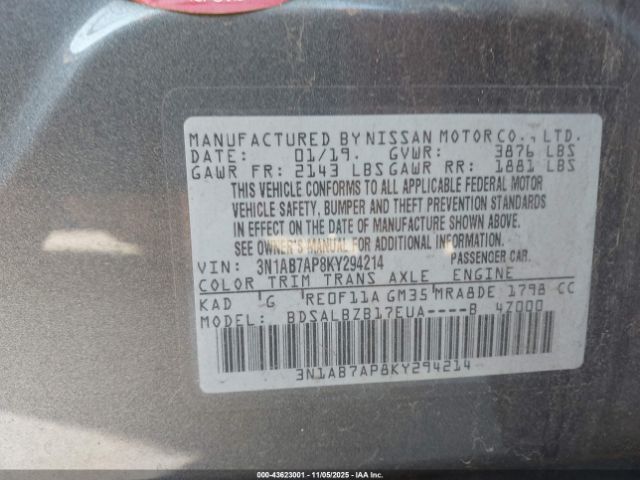 MANUFACTURED BY NISSAN MOTOR CO., LTD.
DATE: 01/19. GVWR: 3876 LBS
GAWR FR: 2143 LBS GAWR RR: 1881 LBS
THIS VEHICLE CONFORMS TO ALL APPLICABLE FEDERAL MOTOR
VEHICLE SAFETY, BUMPER AND THEFT PREVENTION STANDARDS
IN EFFECT ON THE DATE OF MANUFACTURE SHOWN ABOVE.
SEE OWNER'S MANUAL FOR ADDITIONAL INFORMATION.
VIN: 3N1AB7AP8KY294214 PASSENGER CAR.
COLOR TRIM TRANS AXLE ENGINE
KAD G RE0F11A GM35 MRA8DE 1798 CC
MODEL: BDSALBZB17EUA----B 4Z000
3N1AB7AP8KY294214
000-43623001 - 11/05/2025 - IAAI, INC.